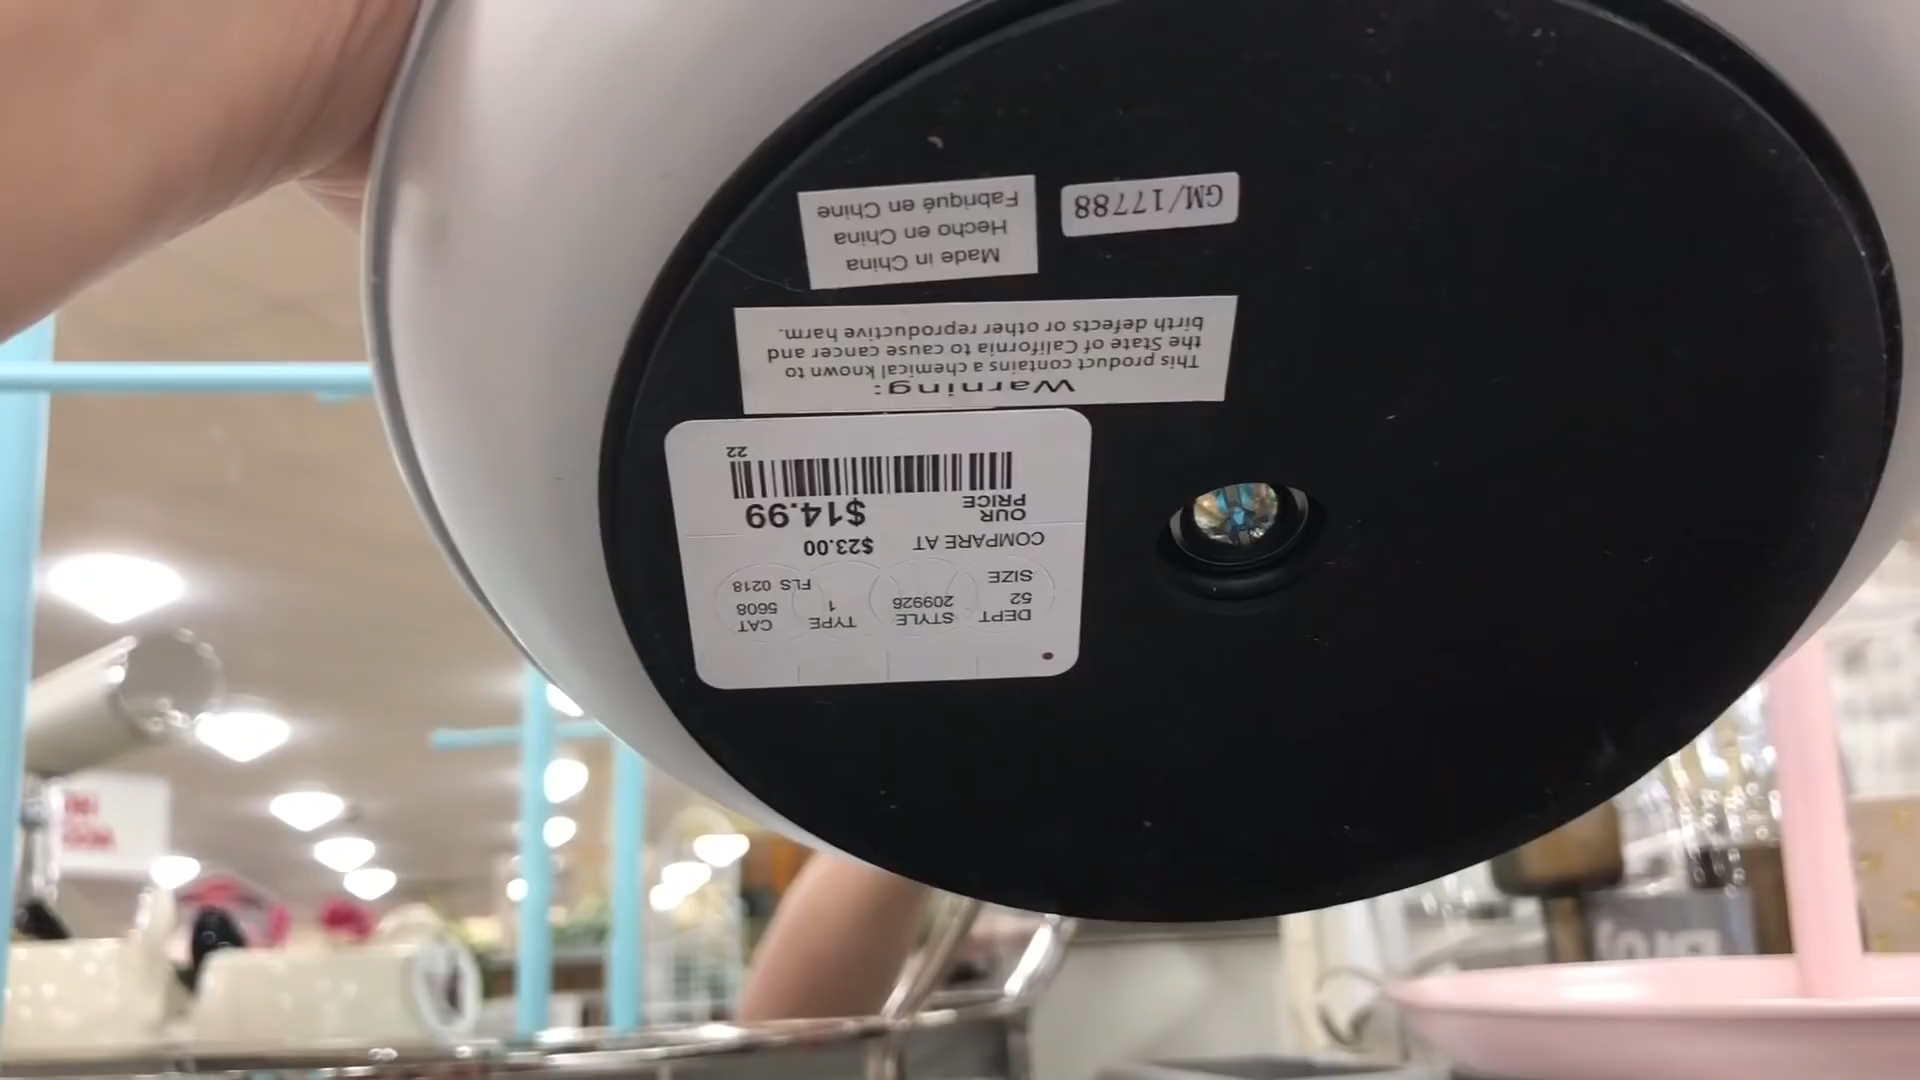 DEPT STYLE TYPE CAT
52 209926 1 5608
SIZE FLS 0218
COMPARE AT $23.00
OUR PRICE $14.99
22
Warning:
This product contains a chemical known to
the State of California to cause cancer and
birth defects or other reproductive harm.
Made in China
Hecho en China
Fabriqué en Chine
GM/17788